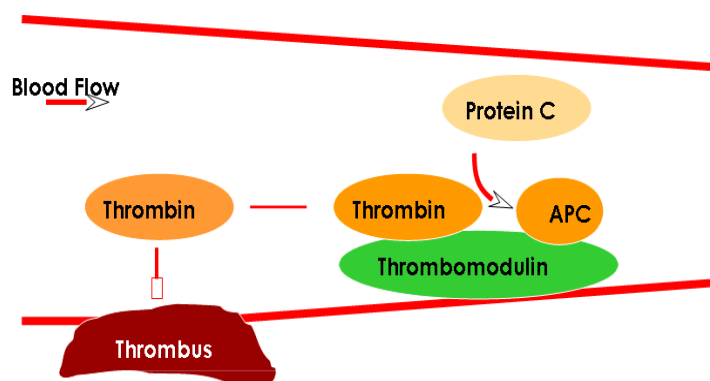 Blood Flow
Protein C
Thrombin
Thrombin
APC
Thrombomodulin
Thrombus